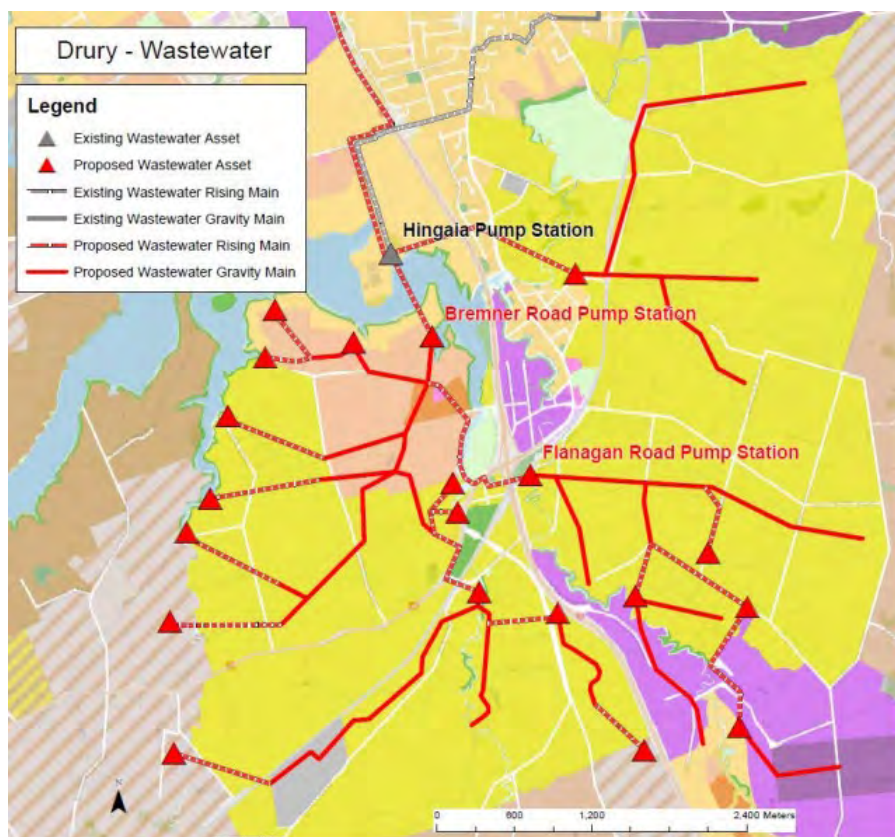 Drury - Wastewater
Legend
Existing Wastewater Asset
Proposed Wastewater Asset
Existing Wastewater Rising Main
Existing Wastewater Gravity Main
Proposed Wastewater Rising Main
Proposed Wastewater Gravity Main
Hingaia Pump Station
Bremner Road Pump Station
Flanagan Road Pump Station
N
0 600 1,200 2,400 Meters